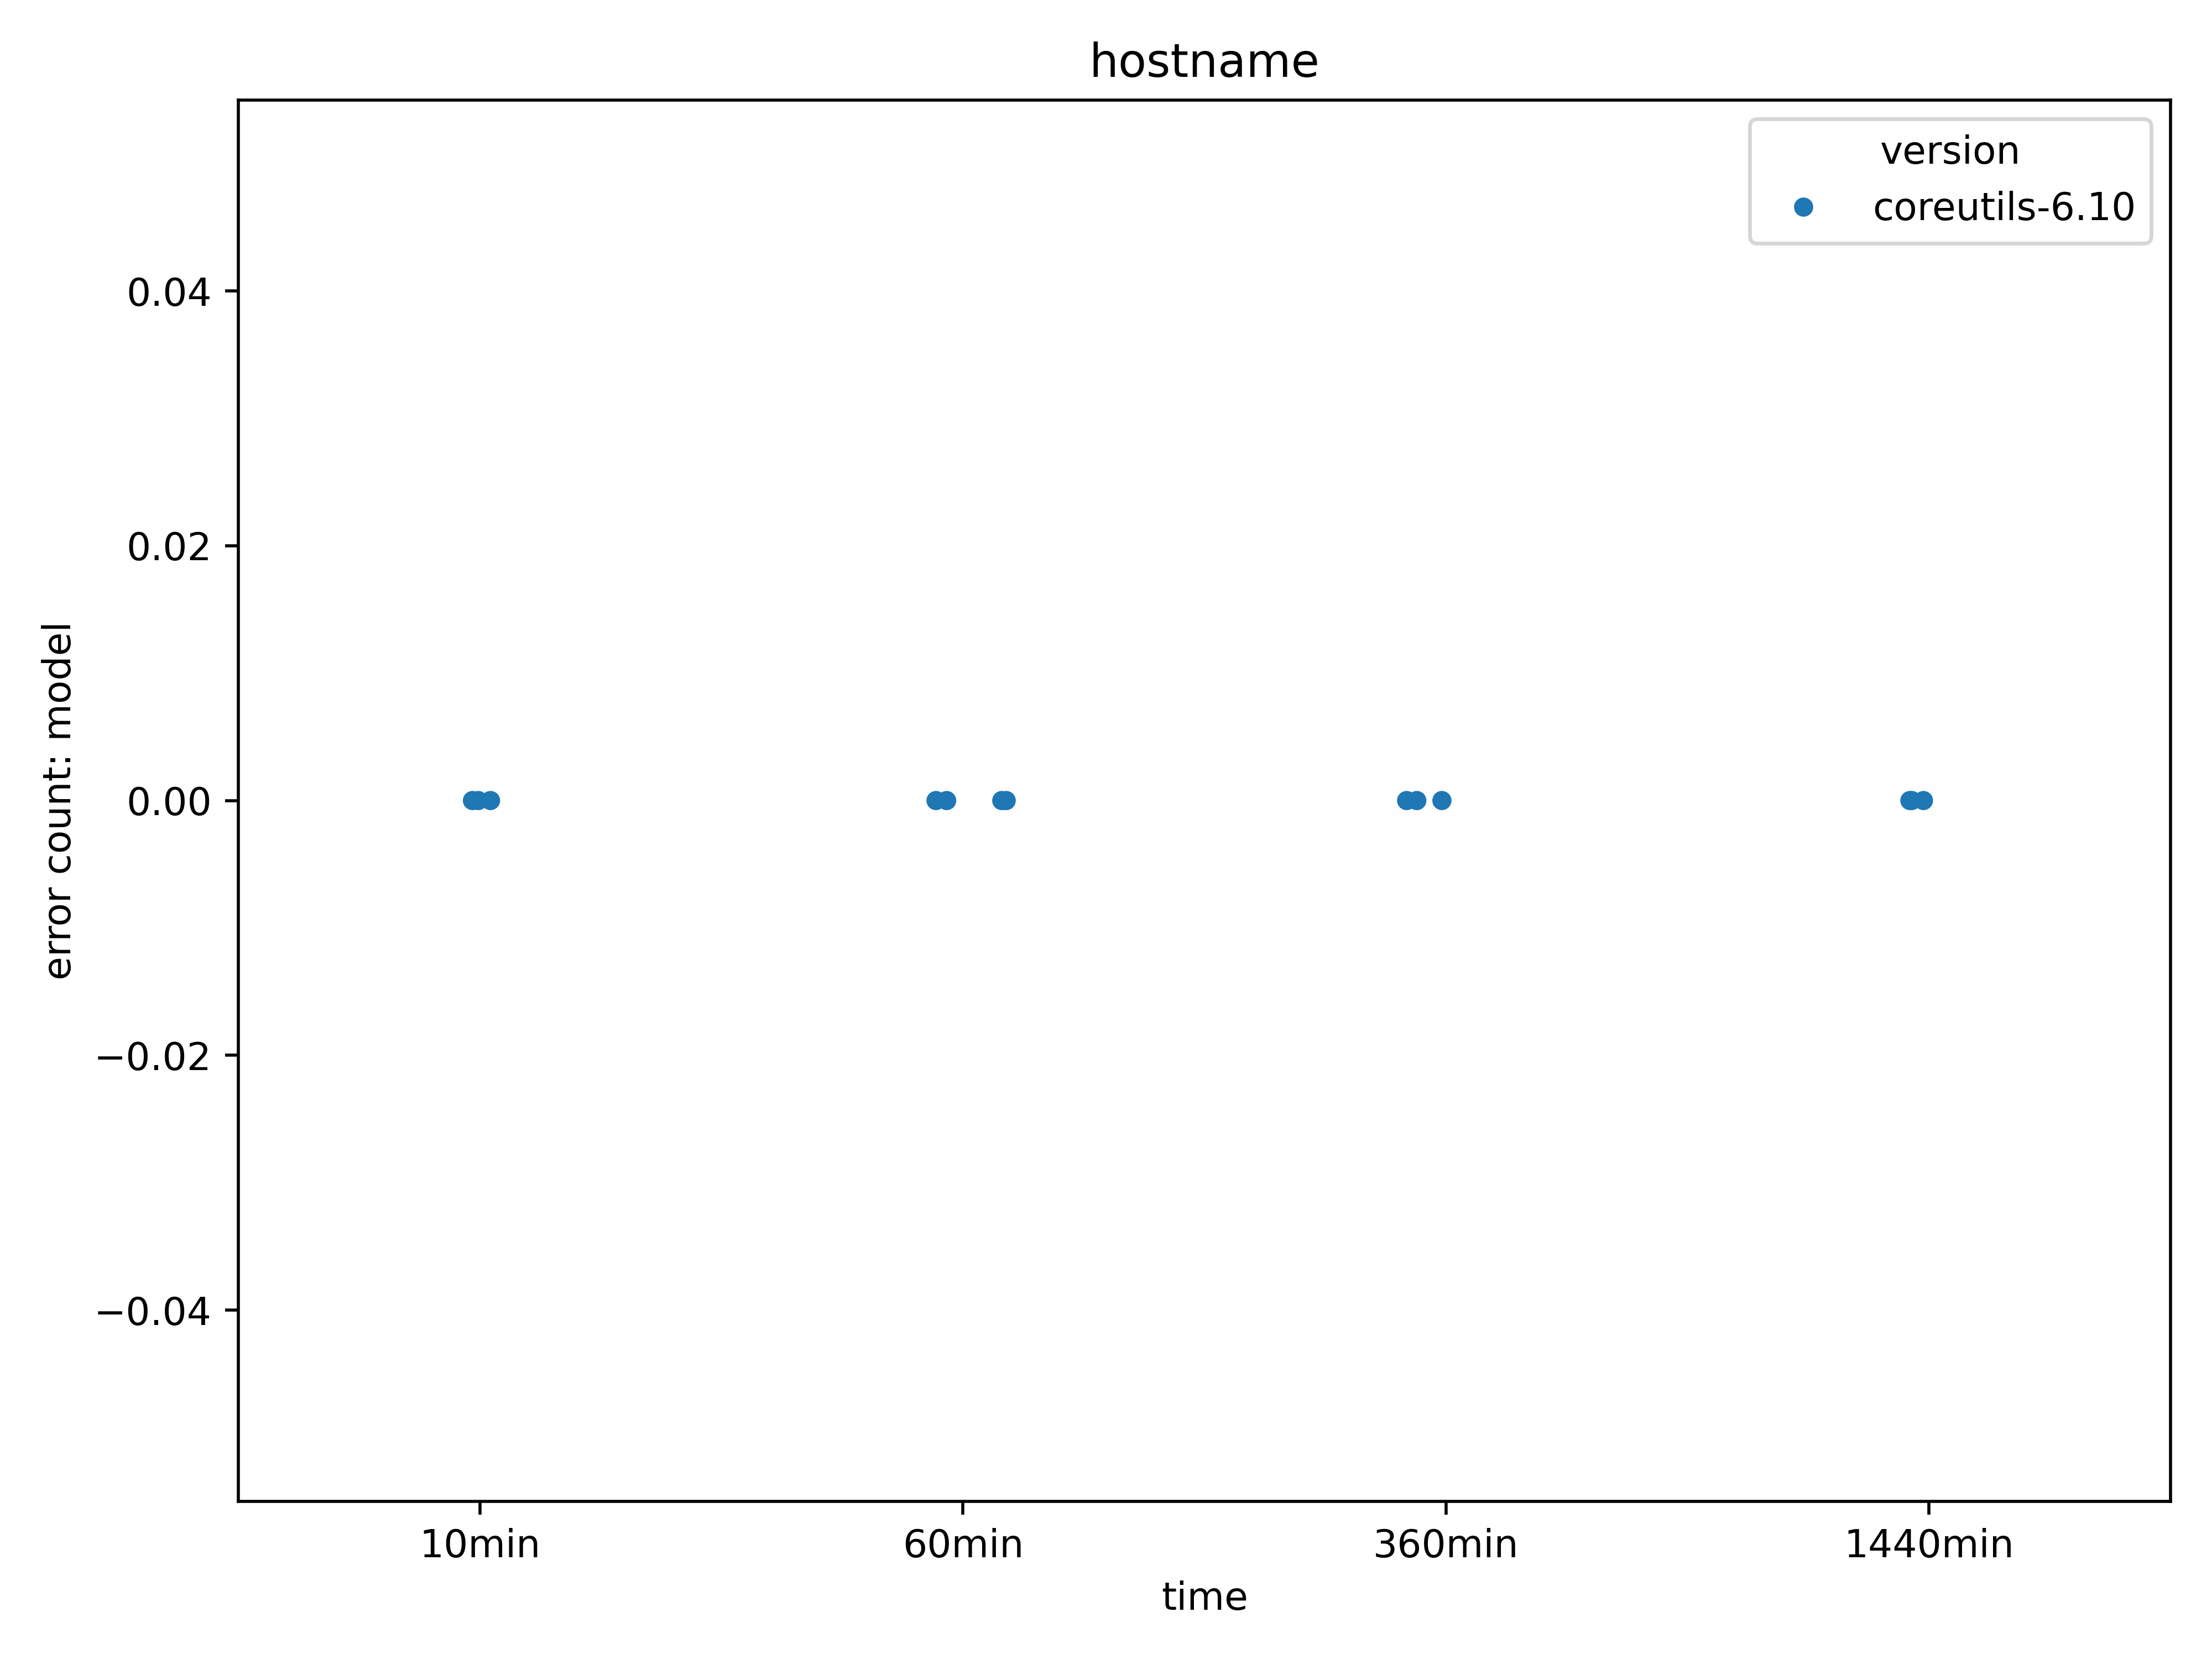 hostname
version
coreutils-6.10
0.04
0.02
0.00
−0.02
−0.04
error count: model
10min
60min
360min
1440min
time